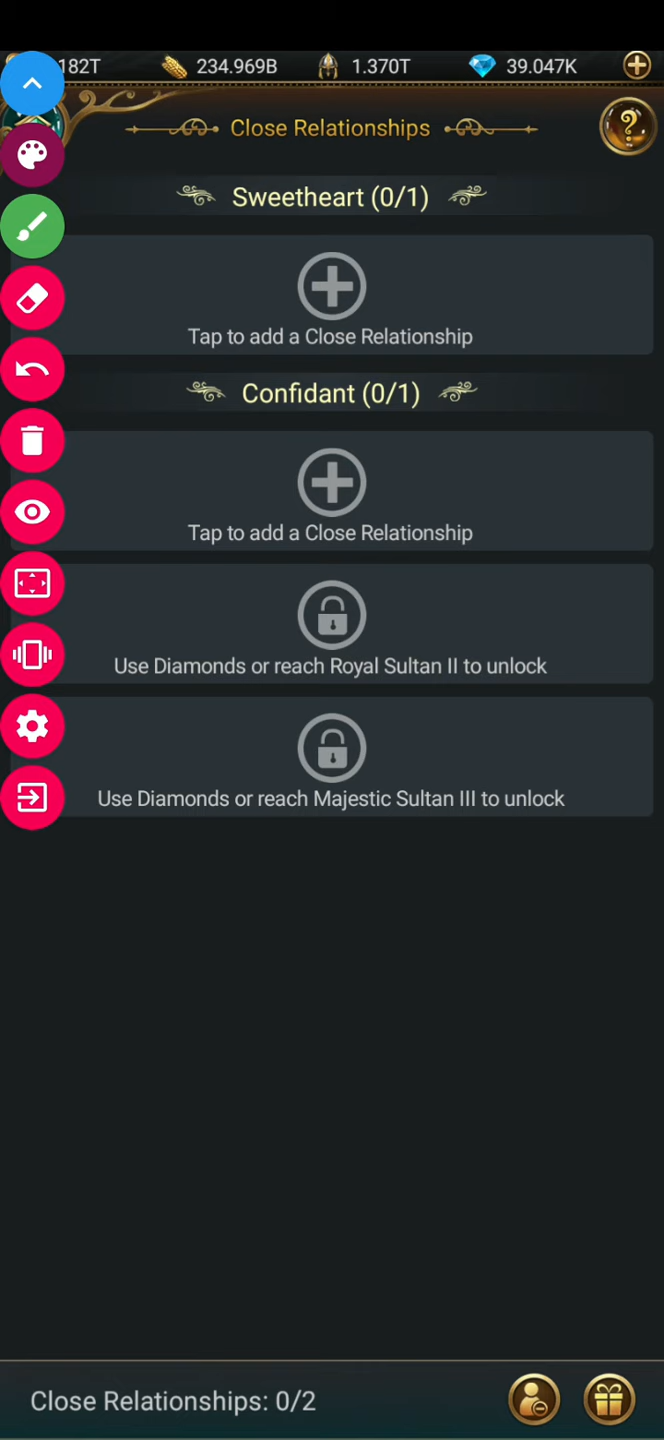 182T 234.969B 1.370T 39.047K
Close Relationships
Sweetheart (0/1)
Tap to add a Close Relationship
Confidant (0/1)
Tap to add a Close Relationship
Use Diamonds or reach Royal Sultan II to unlock
Use Diamonds or reach Majestic Sultan III to unlock
Close Relationships: 0/2